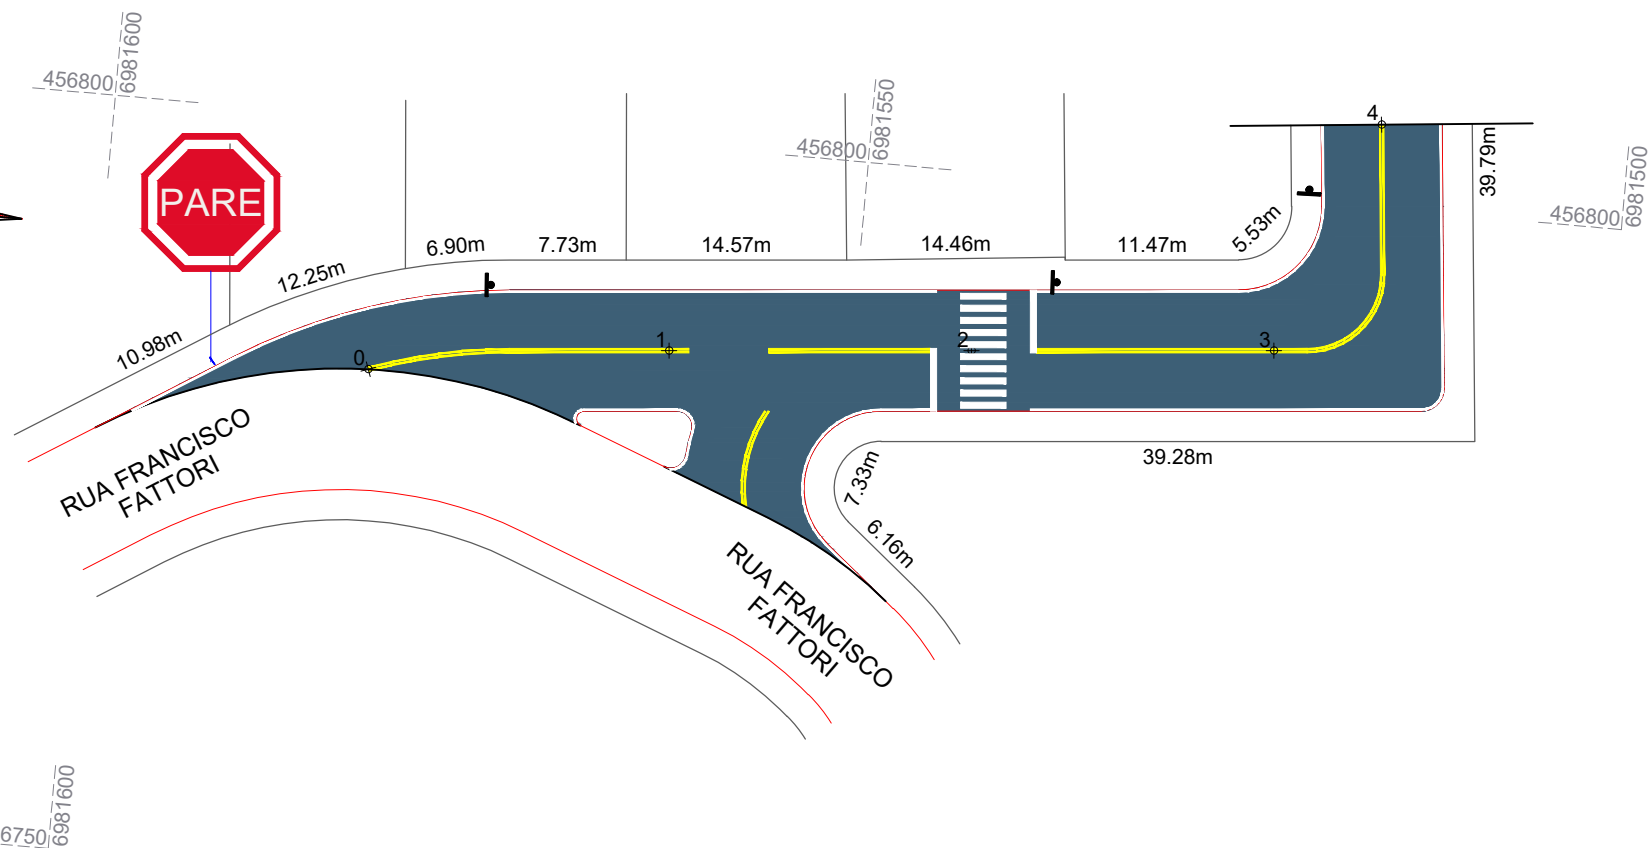 6981600
456800
6981550
456800
6981500
456800
4
39.79m
PARE
5.53m
6.90m
7.73m
14.57m
14.46m
11.47m
12.25m
10.98m
0
1
2
3
RUA FRANCISCO
FATTORI
39.28m
7.33m
6.16m
RUA FRANCISCO
FATTORI
6981600
6750